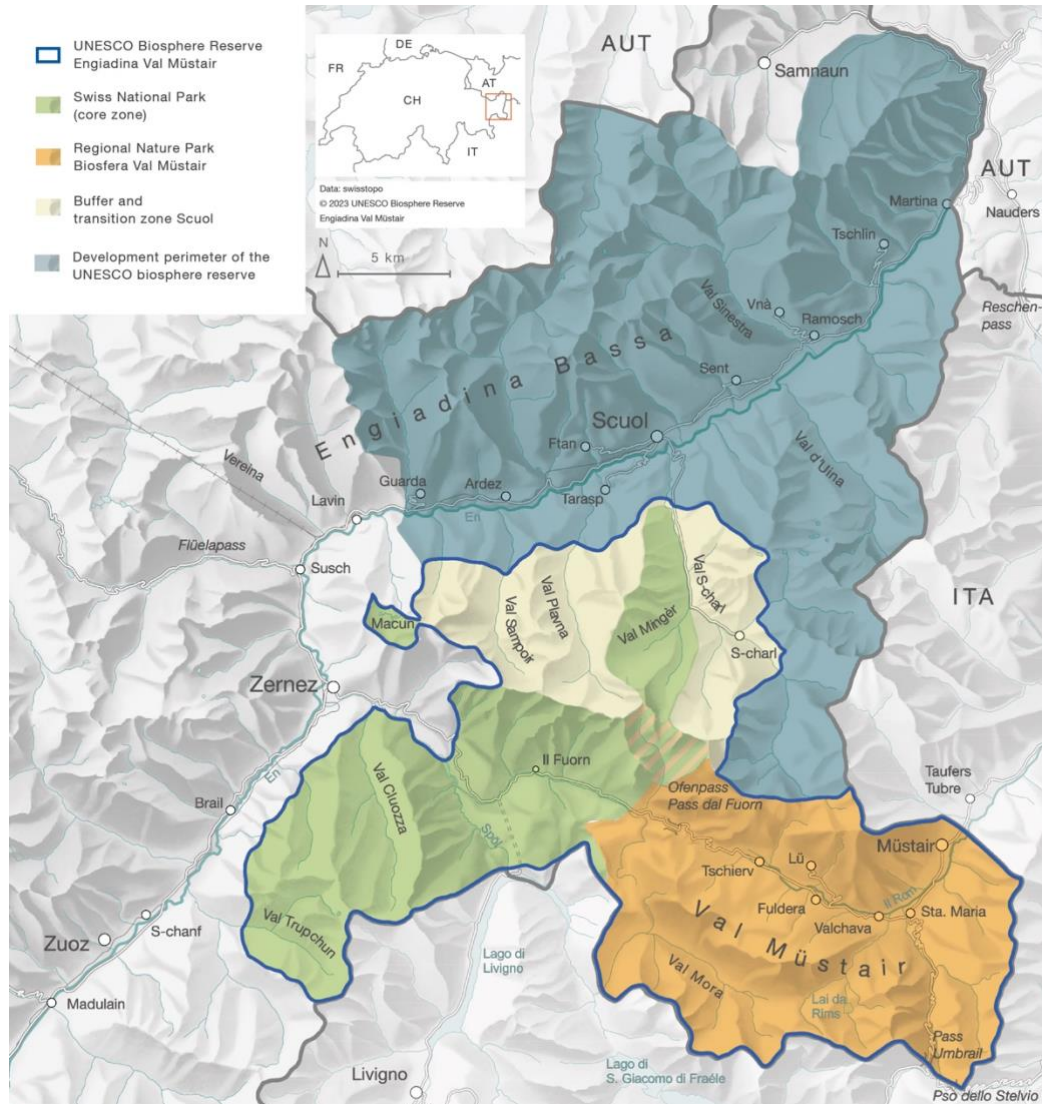 UNESCO Biosphere Reserve
Engiadina Val Müstair
Swiss National Park
(core zone)
Regional Nature Park
Biosfera Val Müstair
Buffer and
transition zone Scuol
Development perimeter of the
UNESCO biosphere reserve
DE
FR
AT
CH
IT
Data: swisstopo
© 2023 UNESCO Biosphere Reserve
Engiadina Val Müstair
N
5 km
AUT
Samnaun
AUT
Nauders
Martina
Tschlin
Reschen-
pass
Vnà
Val Sinestra
Ramosch
Sent
Engiadina Bassa
Scuol
Ftan
Val d'Uina
Vereina
Guarda
Ardez
Tarasp
Lavin
En
Flüelapass
Susch
ITA
Val S-charl
Val Plavna
Val Sampoir
Val Mingèr
Macun
S-charl
Zernez
Il Fuorn
Val Cluozza
Ofenpass
Pass dal Fuorn
Taufers
Tubre
En
Brail
Spöl
Müstair
Tschierv
Lü
Il Rom
Fuldera
Valchava
Sta. Maria
Val Müstair
S-chanf
Zuoz
Val Trupchun
Lago di
Livigno
Val Mora
Lai da
Rims
Madulain
Pass
Umbrail
Livigno
Lago di
S. Giacomo di Fraéle
Pso dello Stelvio